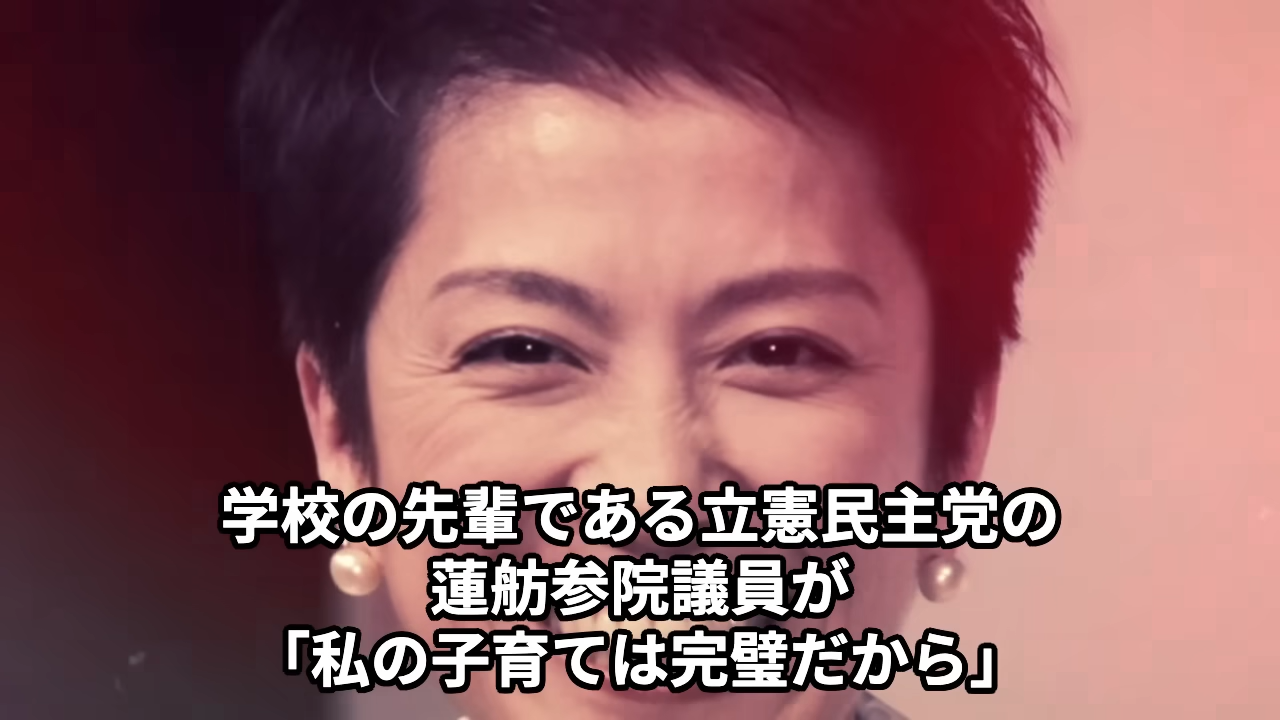 学校の先輩である立憲民主党の
蓮舫参院議員が
「私の子育ては完璧だから」